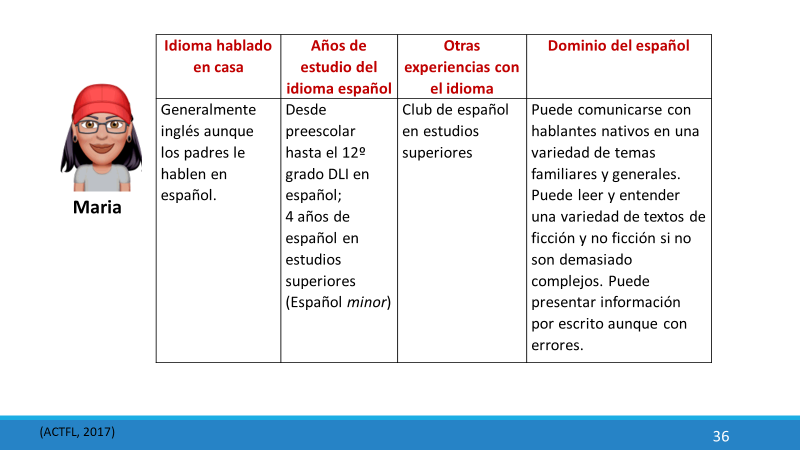 Idioma hablado
en casa
Años de
estudio del
idioma español
Otras
experiencias con
el idioma
Dominio del español
Maria
Generalmente
inglés aunque
los padres le
hablen en
español.
Desde
preescolar
hasta el 12º
grado DLI en
español;
4 años de
español en
estudios
superiores
(Español minor)
Club de español
en estudios
superiores
Puede comunicarse con
hablantes nativos en una
variedad de temas
familiares y generales.
Puede leer y entender
una variedad de textos de
ficción y no ficción si no
son demasiado
complejos. Puede
presentar información
por escrito aunque con
errores.
(ACTFL, 2017)
36